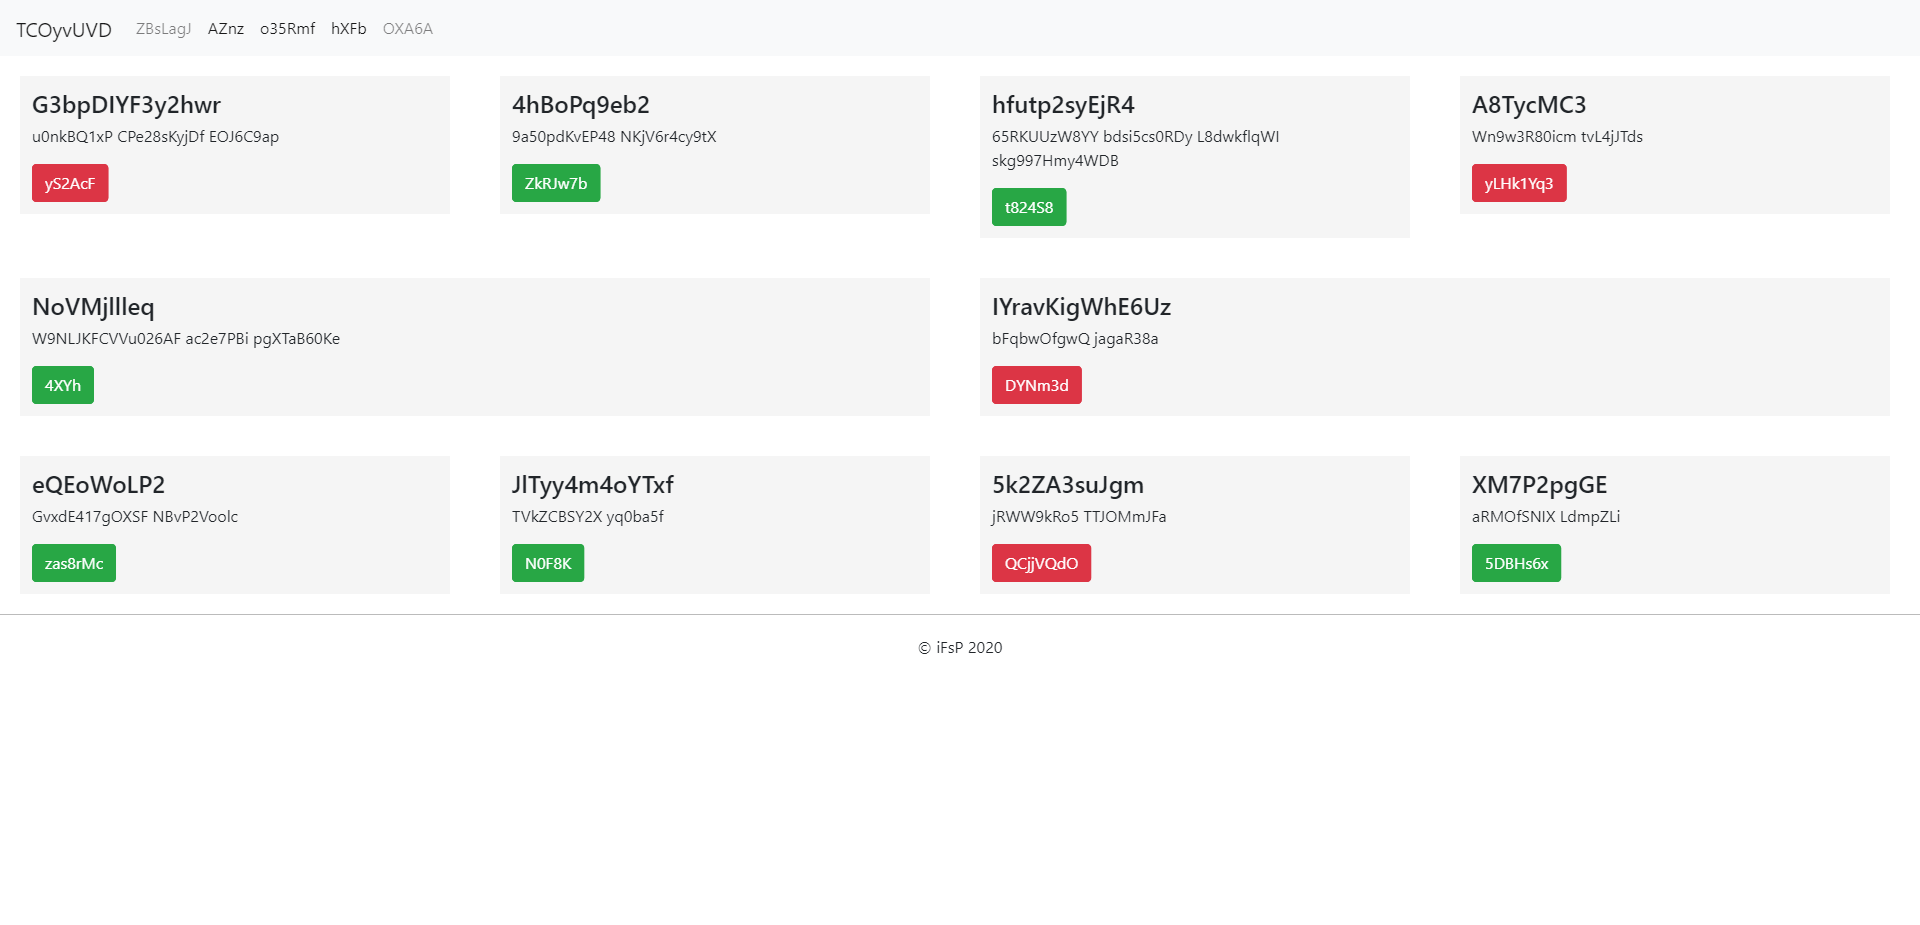 TCOyvUVD ZBsLagJ AZnz o35Rmf hXFb OXA6A
G3bpDIYF3y2hwr
u0nkBQ1xP CPe28sKyjDf EOJ6C9ap
yS2AcF
4hBoPq9eb2
9a50pdKvEP48 NKjV6r4cy9tX
ZkRJw7b
hfutp2syEjR4
65RKUUzW8YY bdsi5cs0RDy L8dwkflqWI
skg997Hmy4WDB
t824S8
A8TycMC3
Wn9w3R80icm tvL4jJTds
yLHk1Yq3
NoVMjllleq
W9NLJKFCVVu026AF ac2e7PBi pgXTaB60Ke
4XYh
IYravKigWhE6Uz
bFqbwOfgwQ jagaR38a
DYNm3d
eQEoWoLP2
GvxdE417gOXSF NBvP2Voolc
zas8rMc
JlTyy4m4oYTxf
TVkZCBSY2X yq0ba5f
N0F8K
5k2ZA3suJgm
jRWW9kRo5 TTJOMmJFa
QCjjVQdO
XM7P2pgGE
aRMOfSNIX LdmpZLi
5DBHs6x
© iFsP 2020